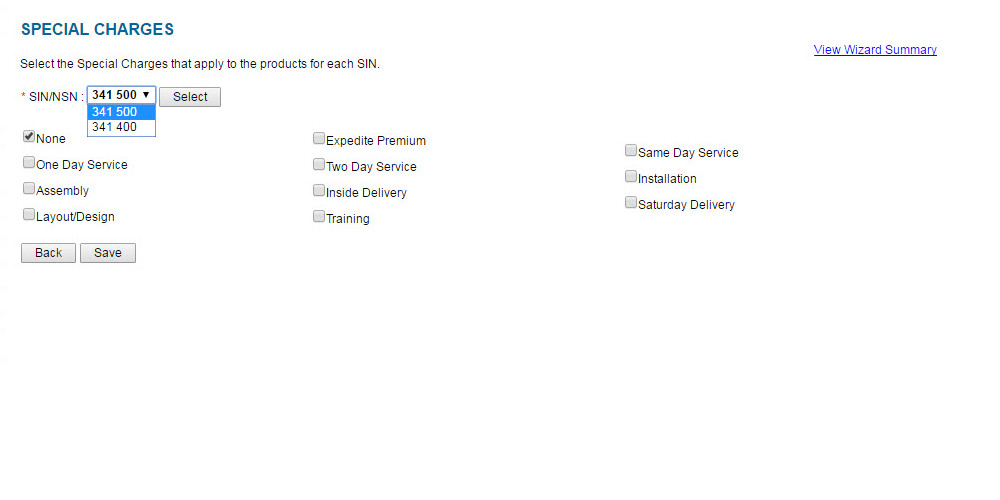 SPECIAL CHARGES
View Wizard Summary
Select the Special Charges that apply to the products for each SIN.
* SIN/NSN : 341 500 Select
341 500
341 400
None
Expedite Premium
Same Day Service
One Day Service
Two Day Service
Installation
Assembly
Inside Delivery
Saturday Delivery
Layout/Design
Training
Back Save